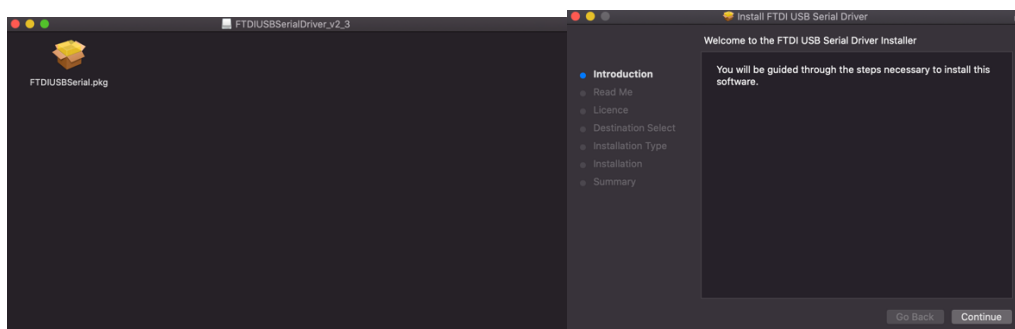 FTDIUSBSerialDriver_v2_3
FTDIUSBSerial.pkg
Install FTDI USB Serial Driver
Welcome to the FTDI USB Serial Driver Installer
Introduction
Read Me
Licence
Destination Select
Installation Type
Installation
Summary
You will be guided through the steps necessary to install this
software.
Go Back
Continue